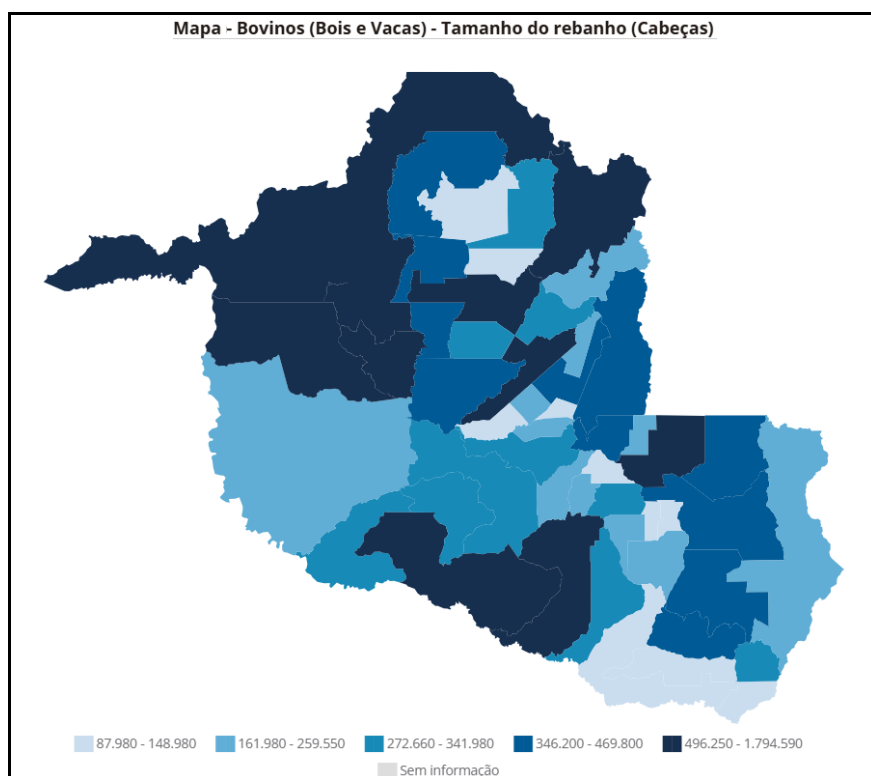 Mapa - Bovinos (Bois e Vacas) - Tamanho do rebanho (Cabeças)
87.980 - 148.980 161.980 - 259.550 272.660 - 341.980 346.200 - 469.800 496.250 - 1.794.590
Sem informação